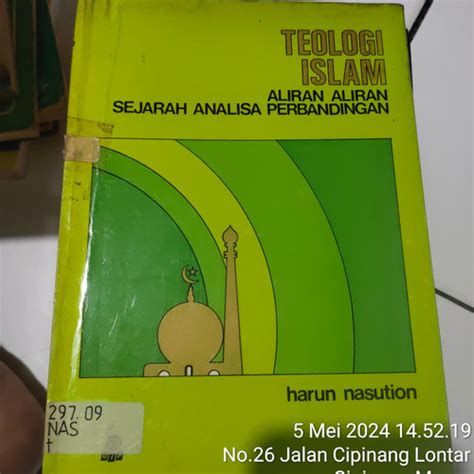 TEOLOGI
ISLAM
ALIRAN ALIRAN
SEJARAH ANALISA PERBANDINGAN
harun nasution
297.09
NAS
t
5 Mei 2024 14.52.19
No.26 Jalan Cipinang Lontar